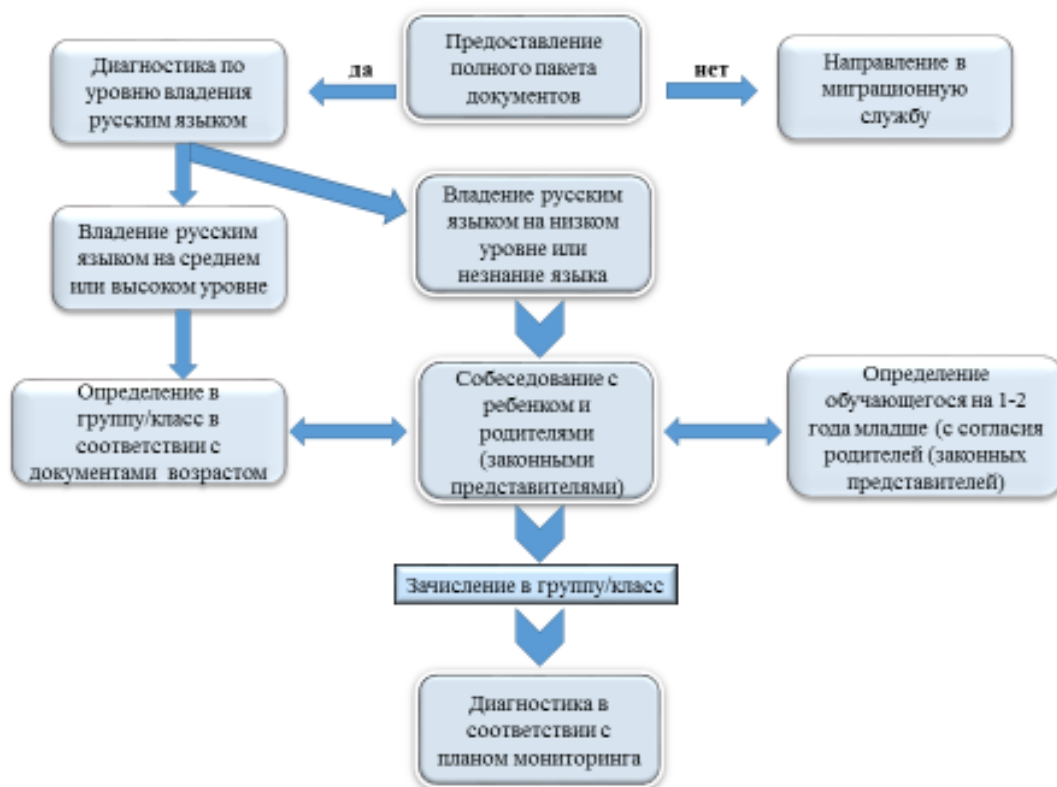 Предоставление
полного пакета
документов
да
нет
Диагностика по
уровню владения
русским языком
Направление в
миграционную
службу
Владение русским
языком на среднем
или высоком уровне
Владение русским
языком на низком
уровне или
незнание языка
Определение в
группу/класс в
соответствии с
документами возрастом
Собеседование с
ребенком и
родителями
(законными
представителями)
Определение
обучающегося на 1-2
года младше (с согласия
родителей (законных
представителей)
Зачисление в группу/класс
Диагностика в
соответствии с
планом мониторинга